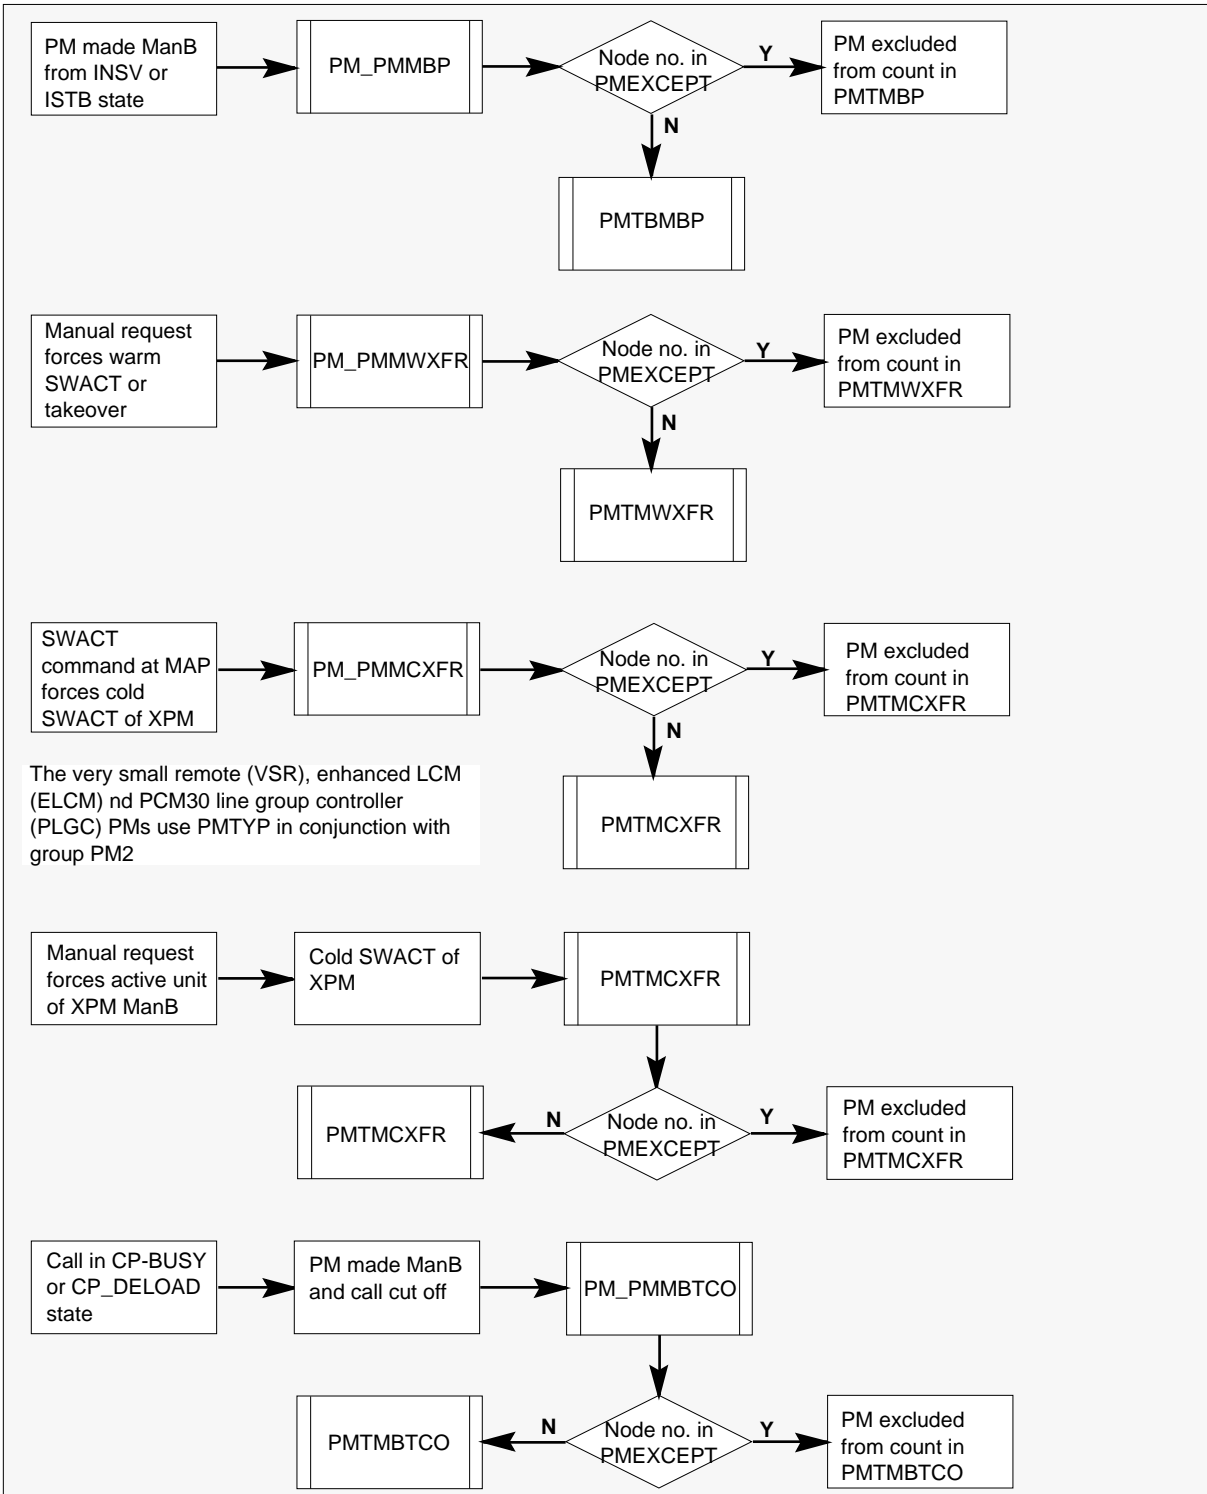 PM made ManB
from INSV or
ISTB state
PM_PMMBP
Node no. in
PMEXCEPT
Y
PM excluded
from count in
PMTMBP
N
PMTBMBP
Manual request
forces warm
SWACT or
takeover
PM_PMMWXFR
Node no. in
PMEXCEPT
Y
PM excluded
from count in
PMTMWXFR
N
PMTMWXFR
SWACT
command at MAP
forces cold
SWACT of XPM
PM_PMMCXFR
Node no. in
PMEXCEPT
Y
PM excluded
from count in
PMTMCXFR
N
PMTMCXFR
The very small remote (VSR), enhanced LCM
(ELCM) nd PCM30 line group controller
(PLGC) PMs use PMTYP in conjunction with
group PM2
Manual request
forces active unit
of XPM ManB
Cold SWACT of
XPM
PMTMCXFR
PMTMCXFR
N
Node no. in
PMEXCEPT
Y
PM excluded
from count in
PMTMCXFR
Call in CP-BUSY
or CP_DELOAD
state
PM made ManB
and call cut off
PM_PMMBTCO
PMTMBTCO
N
Node no. in
PMEXCEPT
Y
PM excluded
from count in
PMTMBTCO